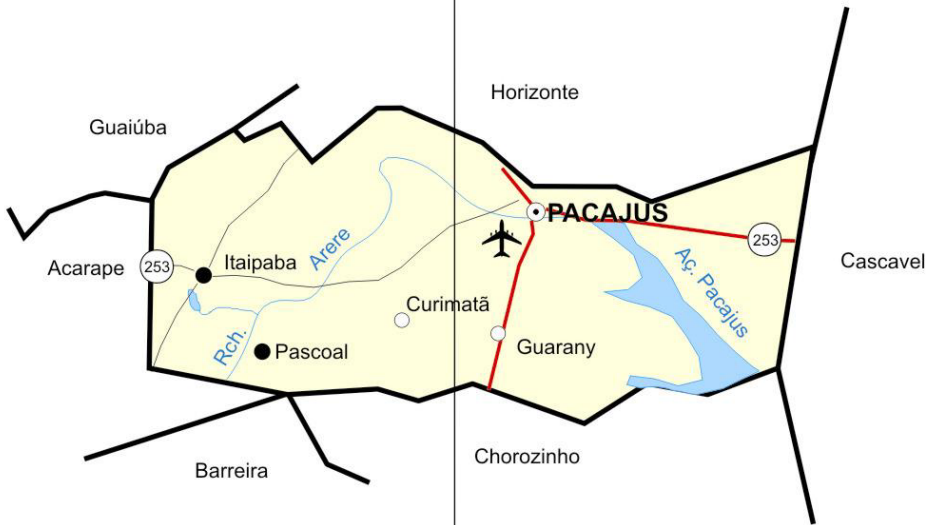 Horizonte
Guaiúba
PACAJUS
253
Cascavel
Acarape
253
Itaipaba
Arere
Aç. Pacajus
Curimatã
Rch.
Pascoal
Guarany
Barreira
Chorozinho